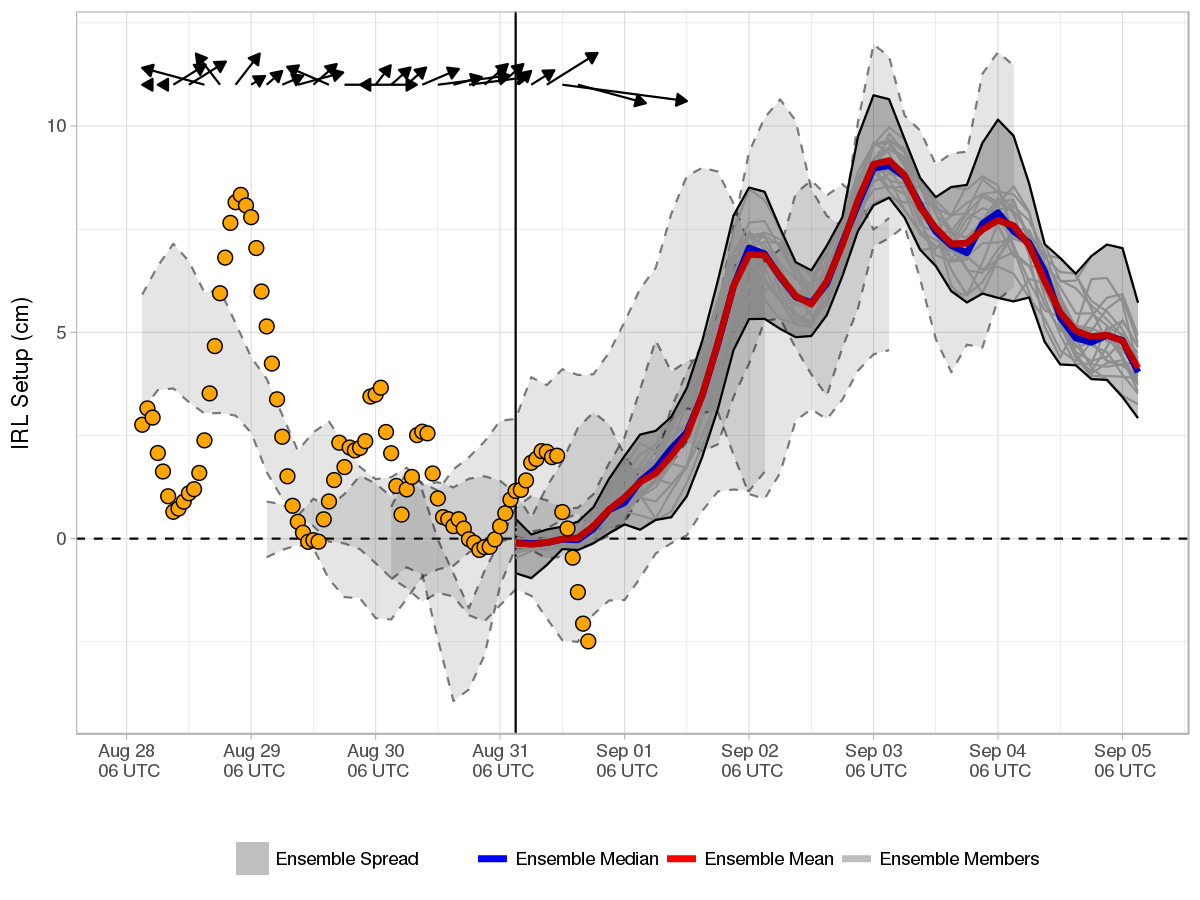 IRL Setup (cm)
10
5
0
Aug 28
06 UTC
Aug 29
06 UTC
Aug 30
06 UTC
Aug 31
06 UTC
Sep 01
06 UTC
Sep 02
06 UTC
Sep 03
06 UTC
Sep 04
06 UTC
Sep 05
06 UTC
Ensemble Spread
Ensemble Median
Ensemble Mean
Ensemble Members